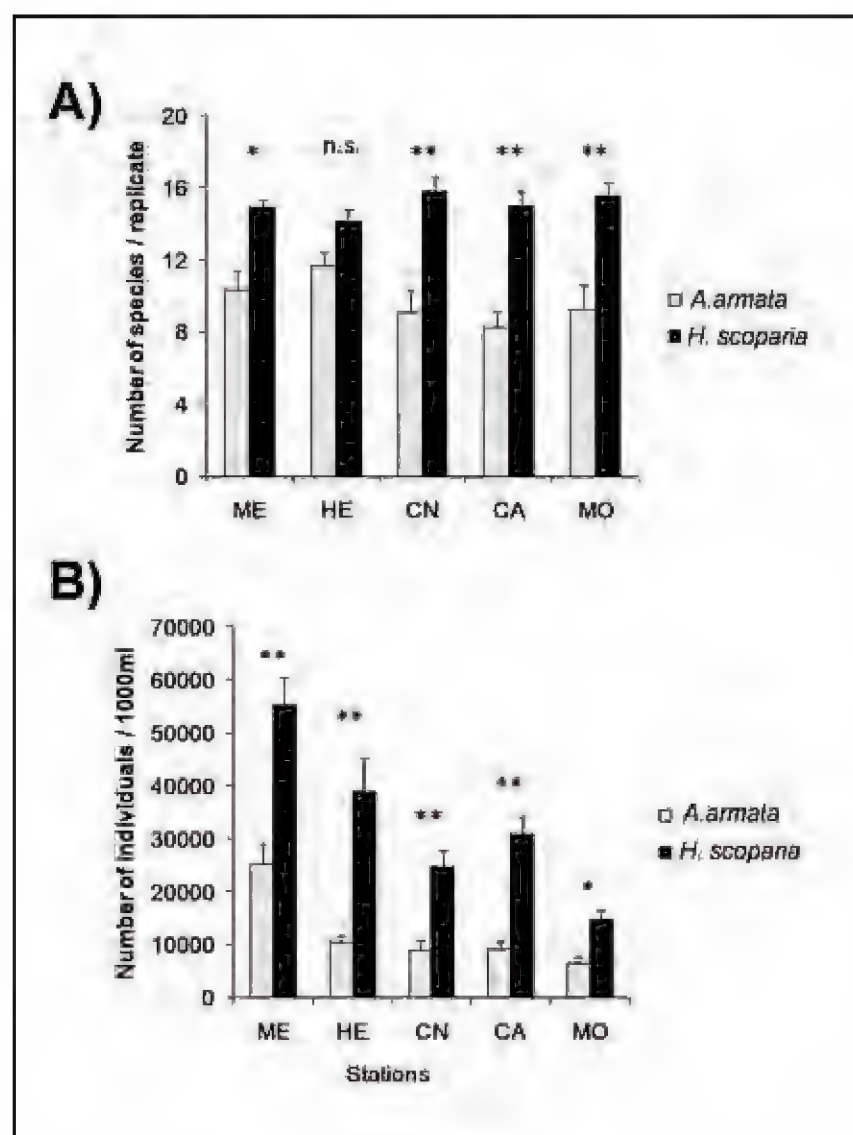 A)
Number of species / replicate
20
16
12
8
4
0
* n.s. ** ** **
ME HE CN CA MO
A.armata
H. scoparia
B)
Number of individuals / 1000ml
70000
60000
50000
40000
30000
20000
10000
0
** ** ** ** *
ME HE CN CA MO
Stations
A.armata
H. scoparia